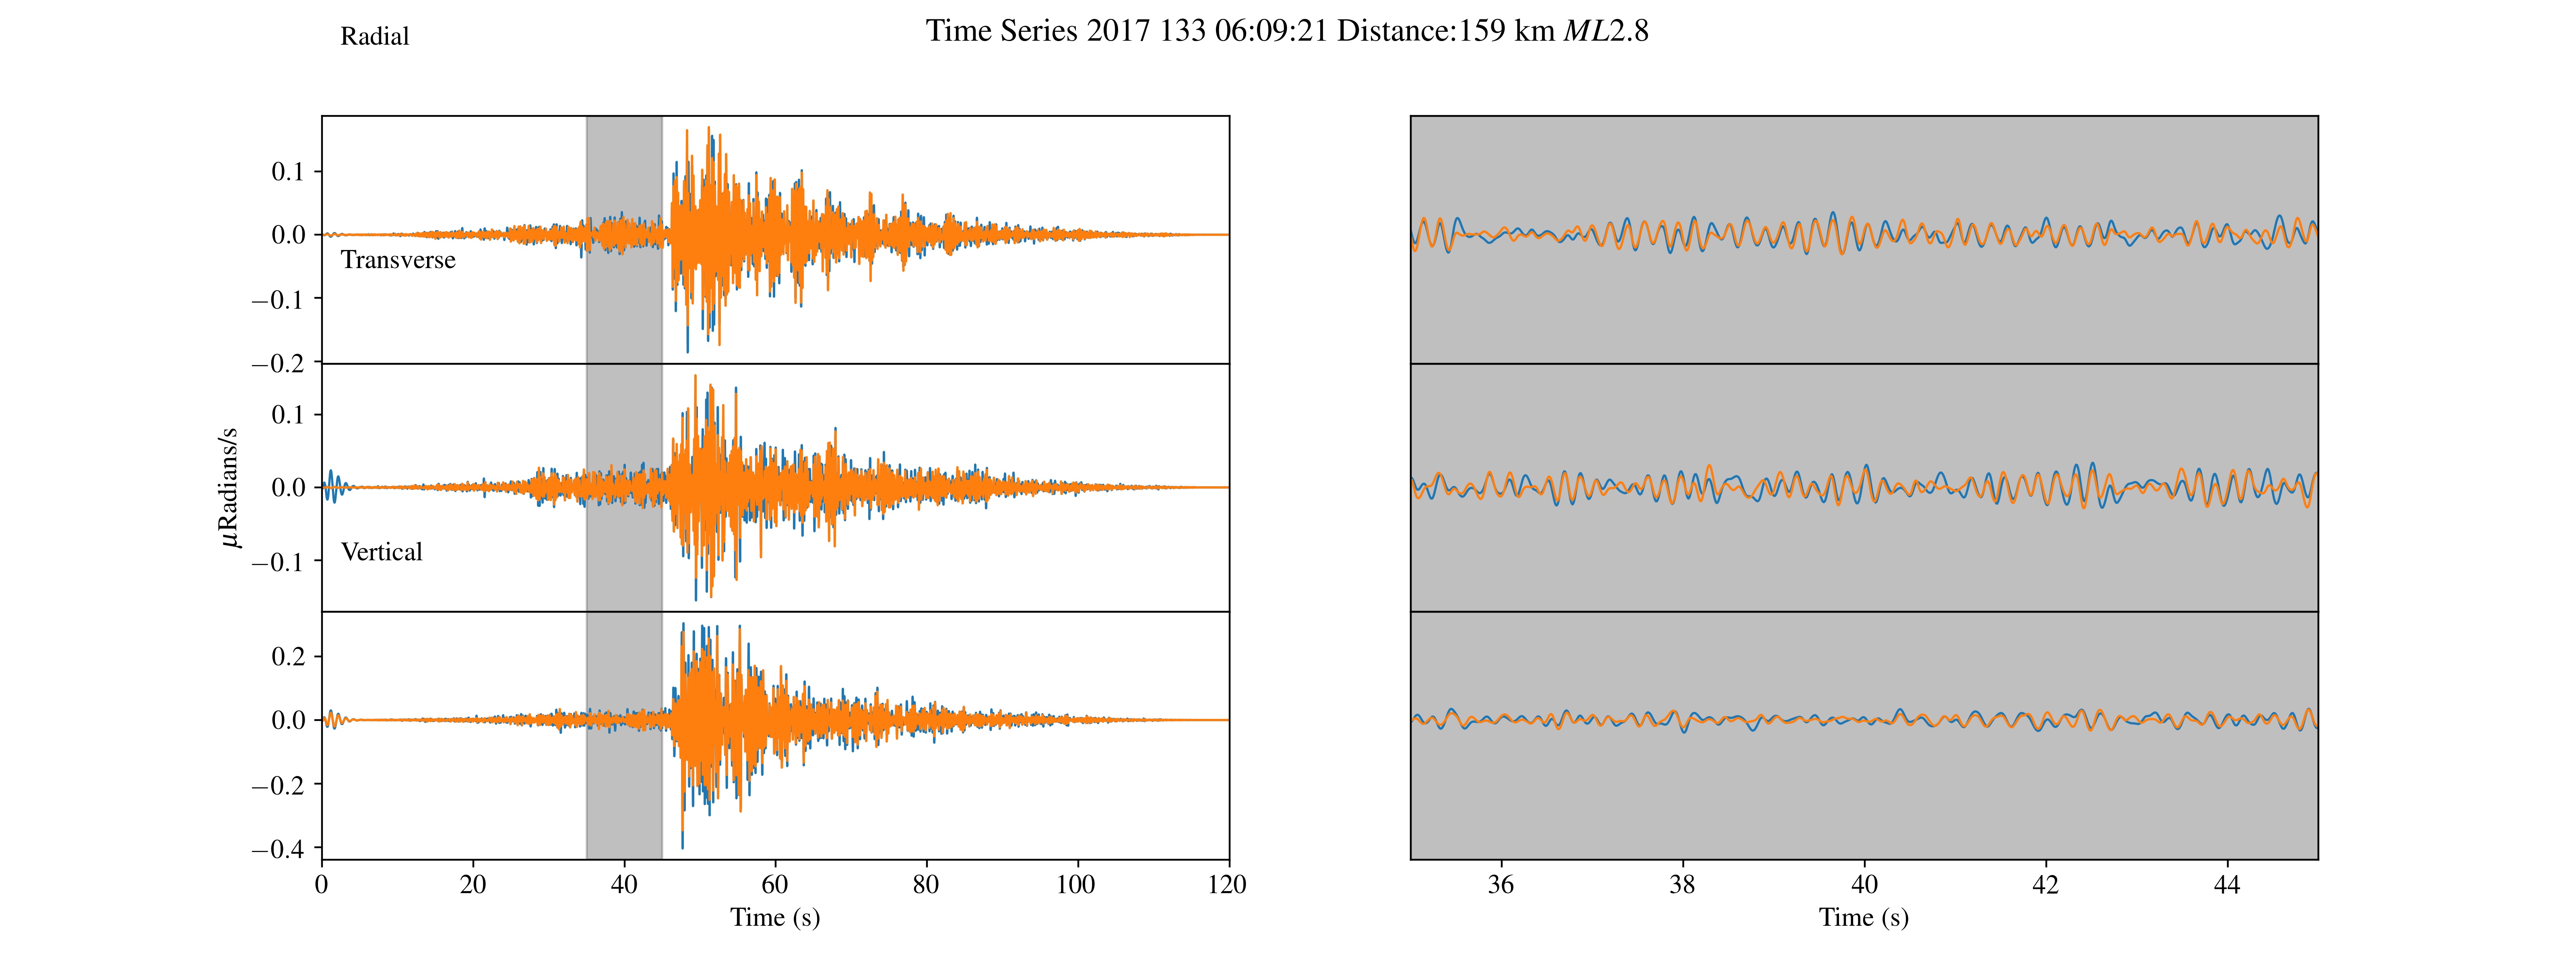 Time Series 2017 133 06:09:21 Distance:159 km ML2.8
Radial
0.1
0.0
−0.1
−0.2
Transverse
0.1
0.0
−0.1
Vertical
0.2
0.0
−0.2
−0.4
μRadians/s
0 20 40 60 80 100 120
Time (s)
36 38 40 42 44
Time (s)